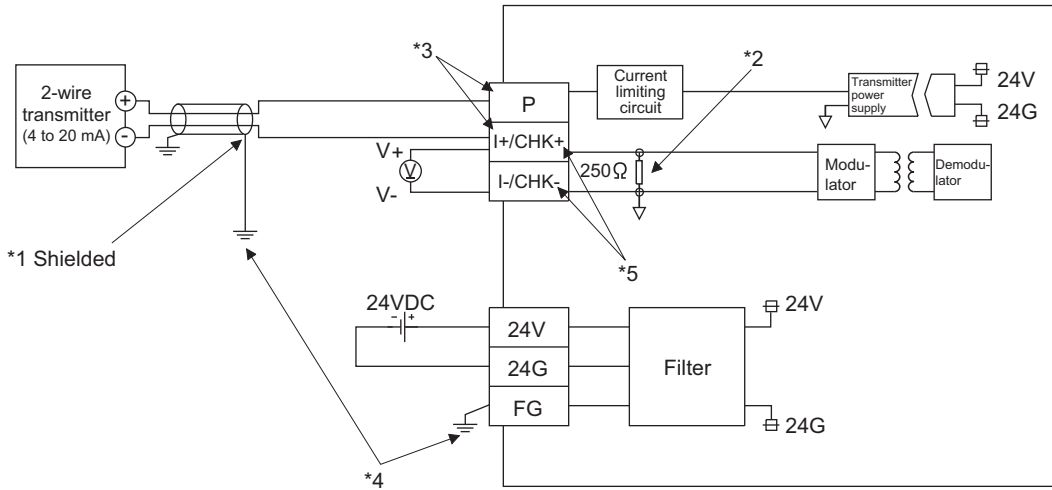 *3
*2
2-wire
transmitter
(4 to 20 mA)
+
-
P
I+/CHK+
I-/CHK-
V+
V
V-
Current
limiting
circuit
Transmitter
power
supply
24V
24G
250Ω
Modu-
lator
Demodu-
lator
*1 Shielded
*5
24VDC
- +
24V
24G
FG
Filter
24V
24G
*4